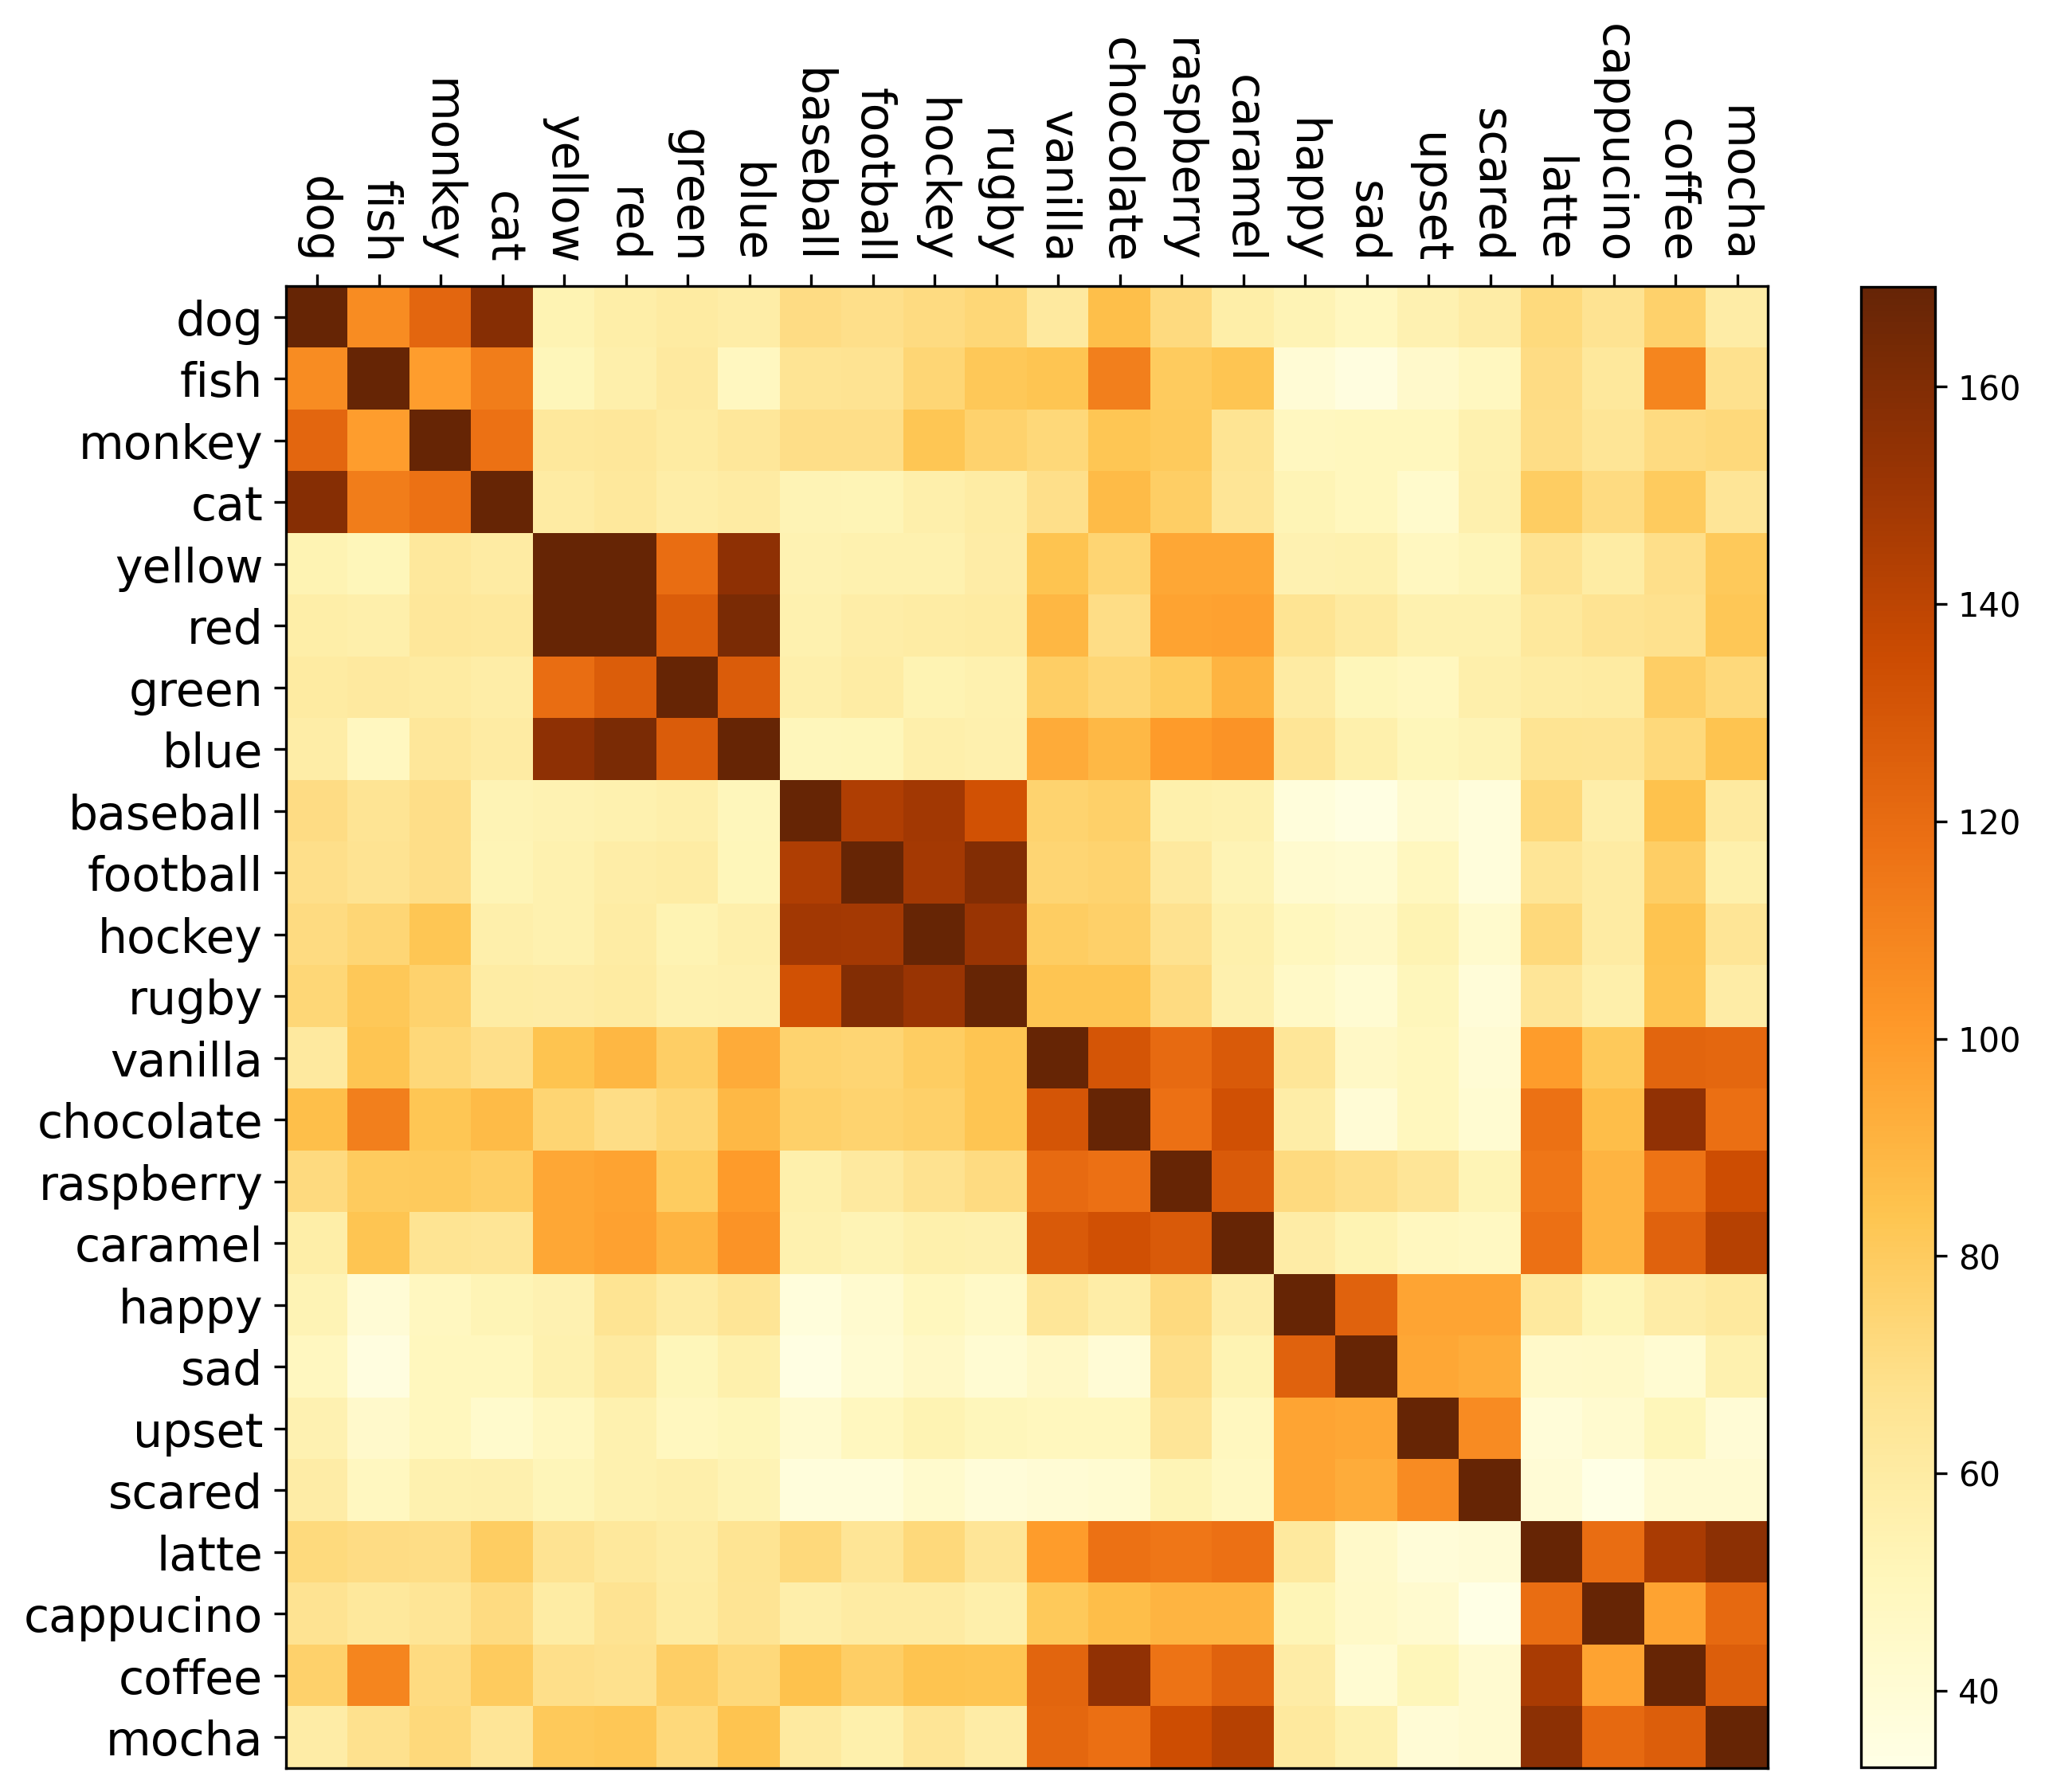 dog
fish
monkey
cat
yellow
red
green
blue
baseball
football
hockey
rugby
vanilla
chocolate
raspberry
caramel
happy
sad
upset
scared
latte
cappucino
coffee
mocha
dog
fish
monkey
cat
yellow
red
green
blue
baseball
football
hockey
rugby
vanilla
chocolate
raspberry
caramel
happy
sad
upset
scared
latte
cappucino
coffee
mocha
160
140
120
100
80
60
40